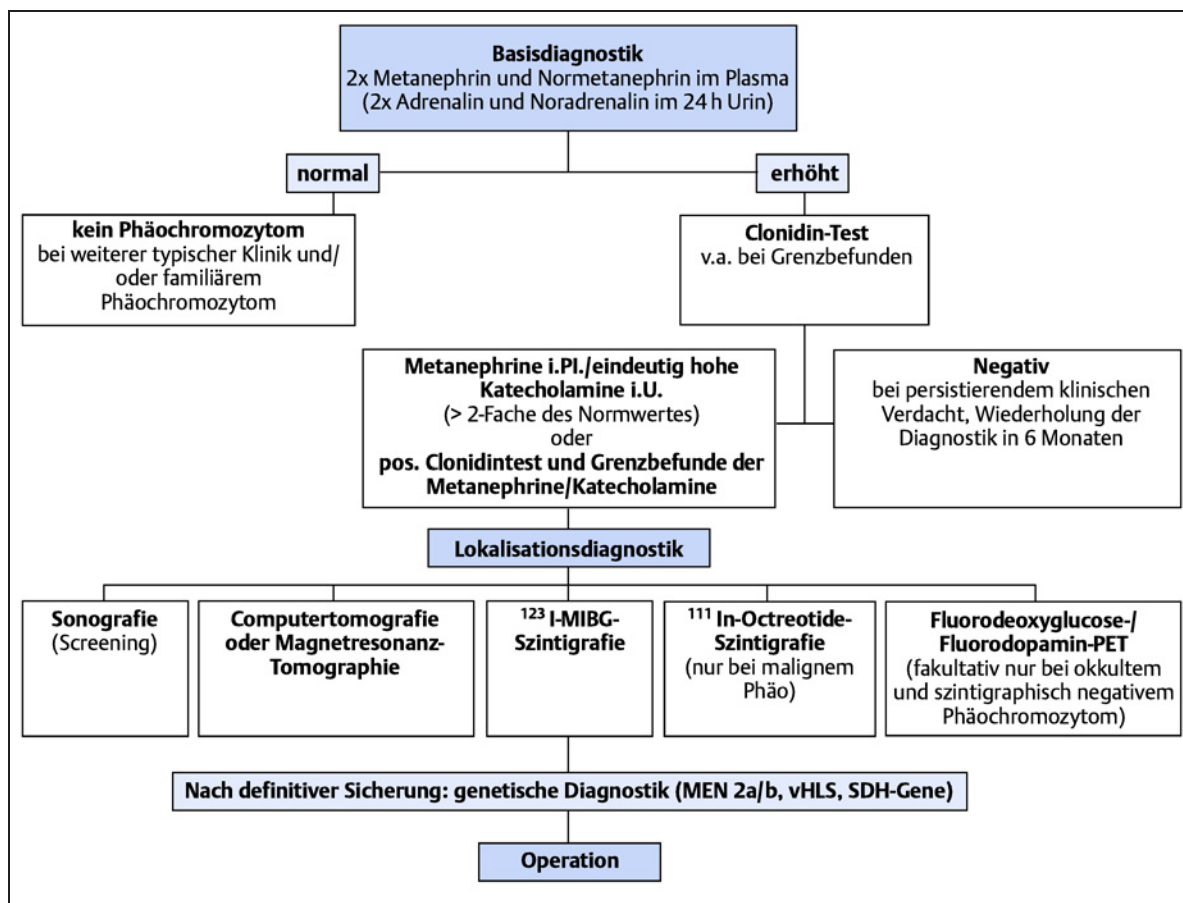 Basisdiagnostik
2x Metanephrin und Normetanephrin im Plasma
(2x Adrenalin und Noradrenalin im 24 h Urin)
normal
erhöht
kein Phäochromozytom
bei weiterer typischer Klinik und/
oder familiärem
Phäochromozytom
Clonidin-Test
v.a. bei Grenzbefunden
Metanephrine i.Pl./eindeutig hohe
Katecholamine i.U.
(> 2-Fache des Normwertes)
oder
pos. Clonidintest und Grenzbefunde der
Metanephrine/Katecholamine
Negativ
bei persistierendem klinischen
Verdacht, Wiederholung der
Diagnostik in 6 Monaten
Lokalisationsdiagnostik
Sonografie
(Screening)
Computertomografie
oder Magnetresonanz-
Tomographie
¹²³ I-MIBG-
Szintigrafie
¹¹¹ In-Octreotide-
Szintigrafie
(nur bei malignem
Phäo)
Fluorodeoxyglucose-/
Fluorodopamin-PET
(fakultativ nur bei okkultem
und szintigraphisch negativem
Phäochromozytom)
Nach definitiver Sicherung: genetische Diagnostik (MEN 2a/b, vHLS, SDH-Gene)
Operation